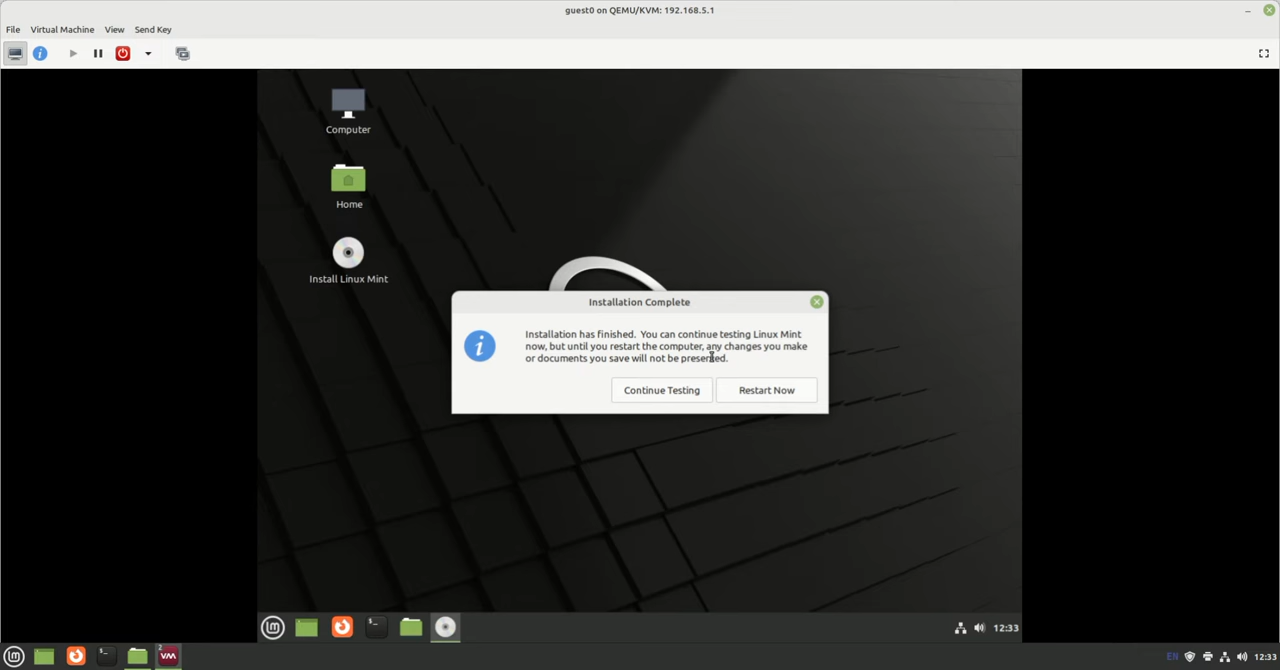 guest0 on QEMU/KVM: 192.168.5.1
File Virtual Machine View Send Key
Computer
Home
Install Linux Mint
Installation Complete
Installation has finished. You can continue testing Linux Mint
now, but until you restart the computer, any changes you make
or documents you save will not be preserved.
Continue Testing Restart Now
12:33
EN 12:33